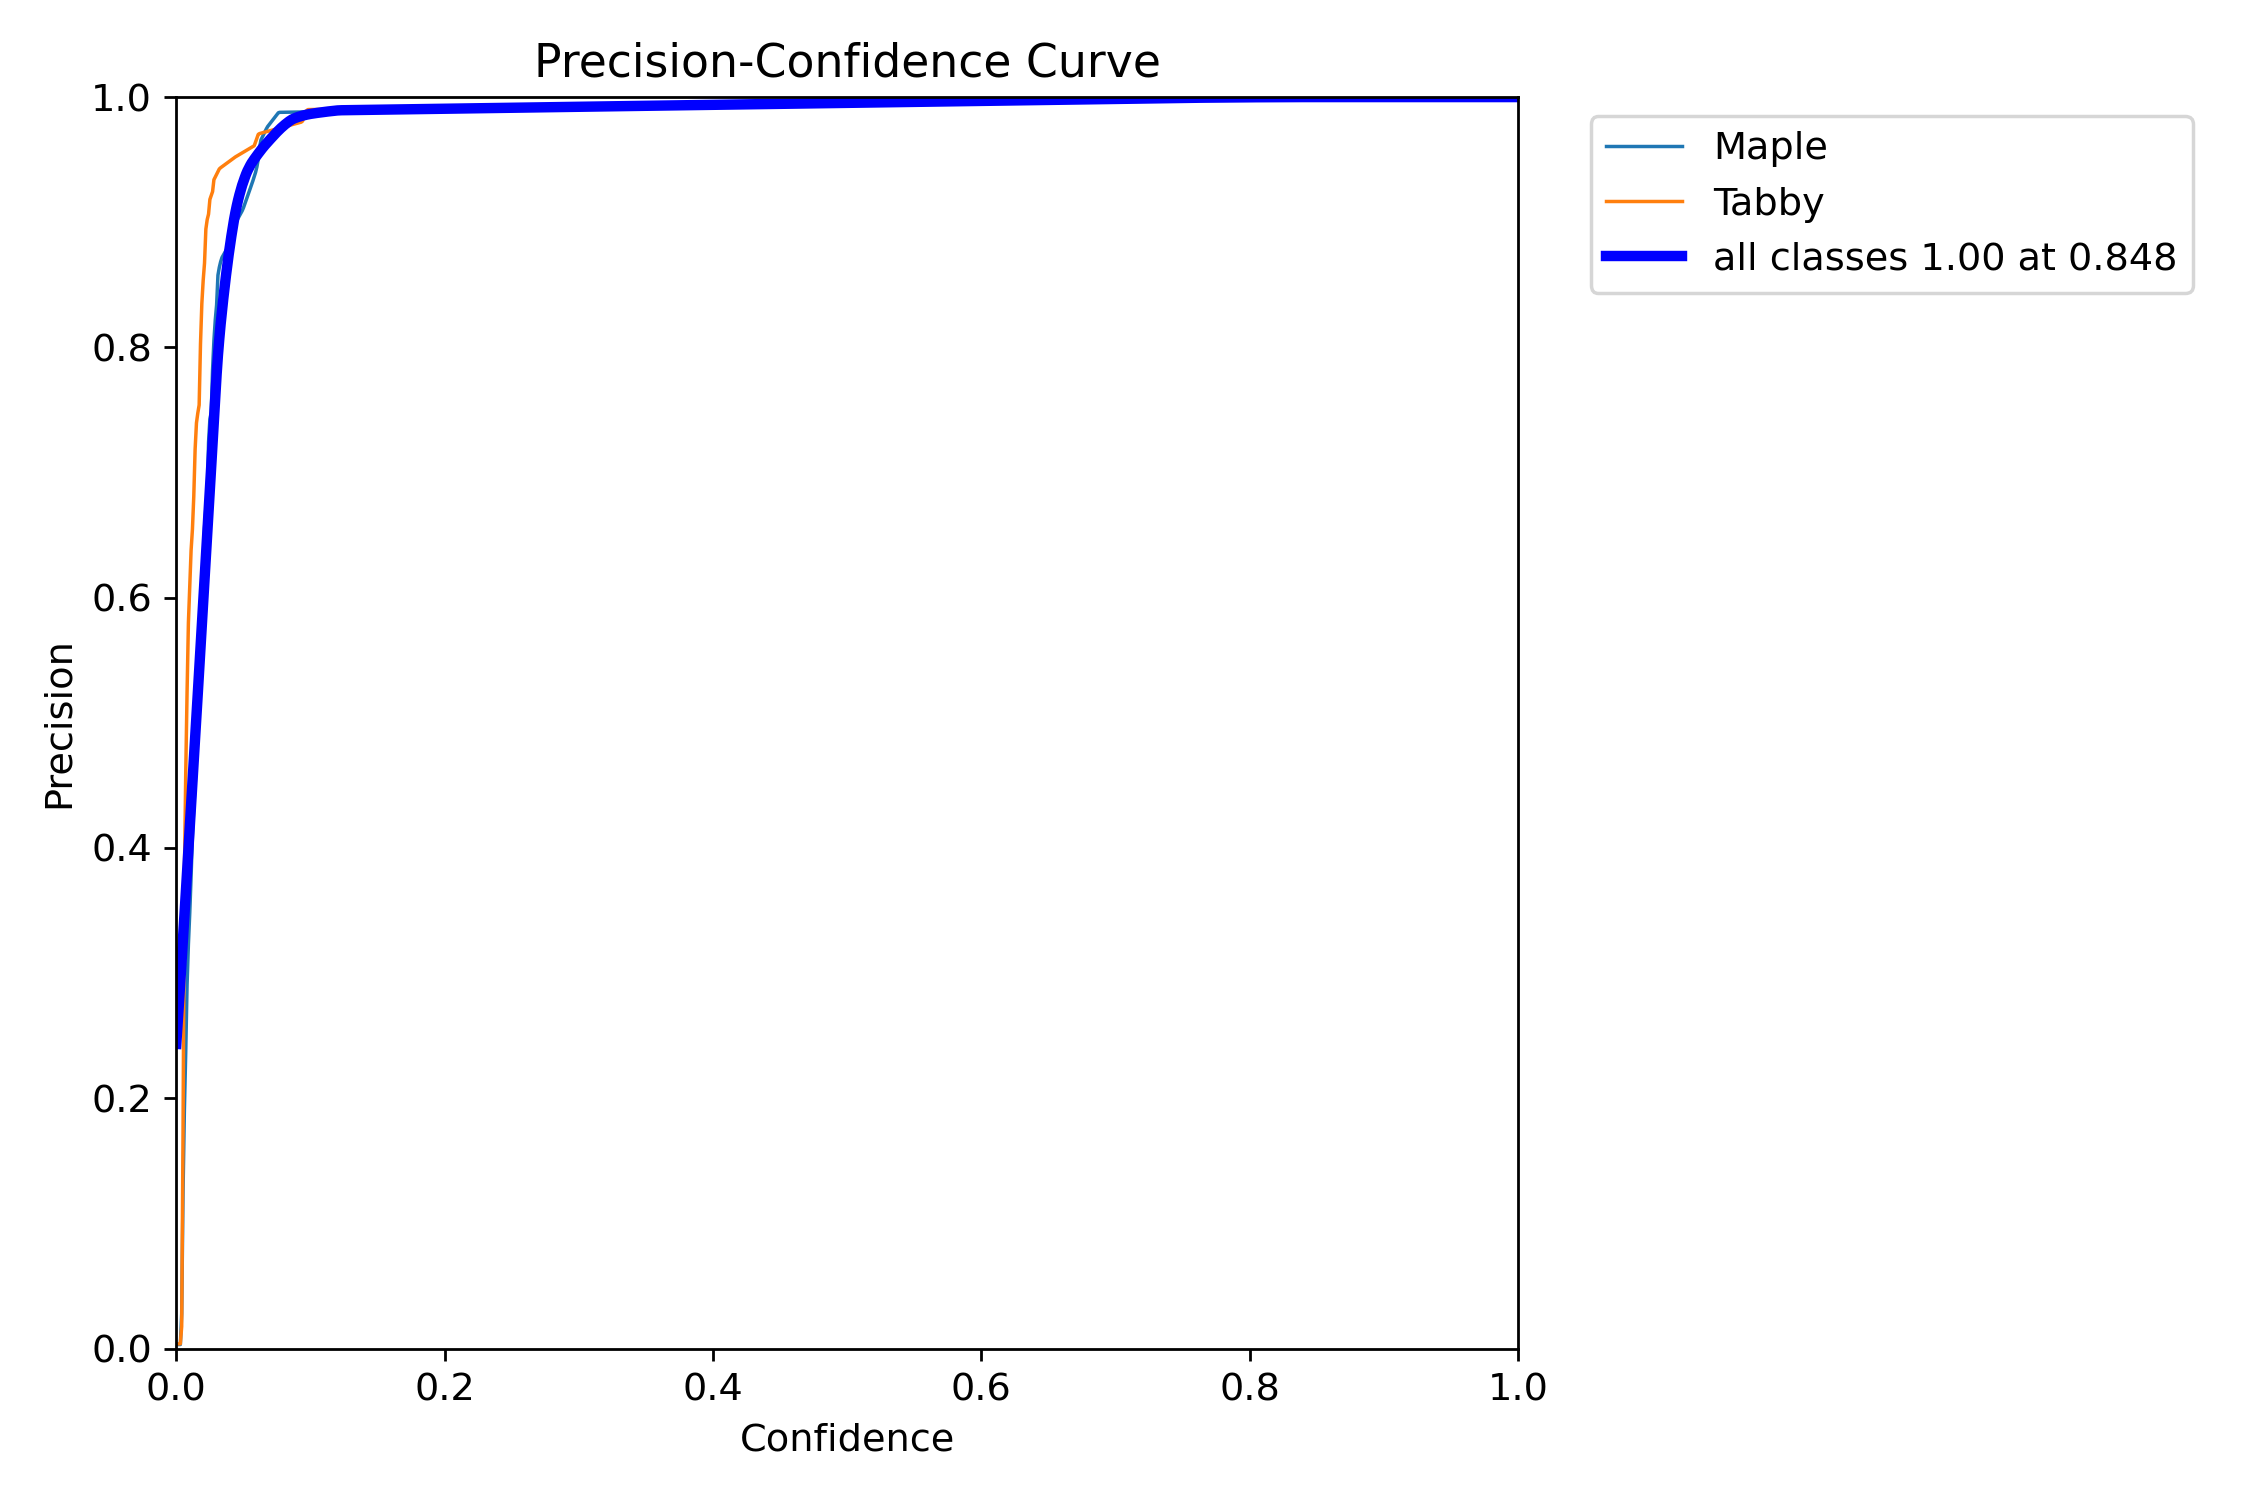 Precision-Confidence Curve
Maple
Tabby
all classes 1.00 at 0.848
Precision
1.0
0.8
0.6
0.4
0.2
0.0
0.0 0.2 0.4 0.6 0.8 1.0
Confidence